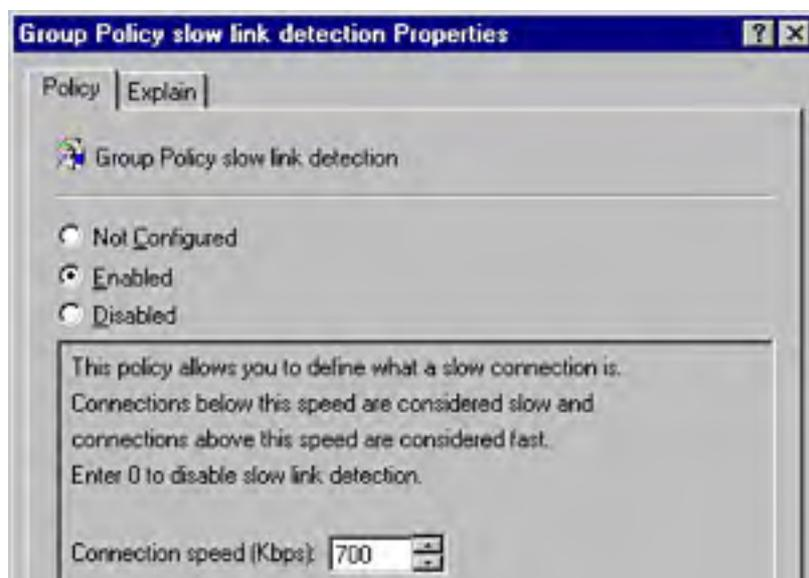 Group Policy slow link detection Properties
Policy
Explain
Group Policy slow link detection
Not Configured
Enabled
Disabled
This policy allows you to define what a slow connection is.
Connections below this speed are considered slow and
connections above this speed are considered fast.
Enter 0 to disable slow link detection.
Connection speed (Kbps): 700